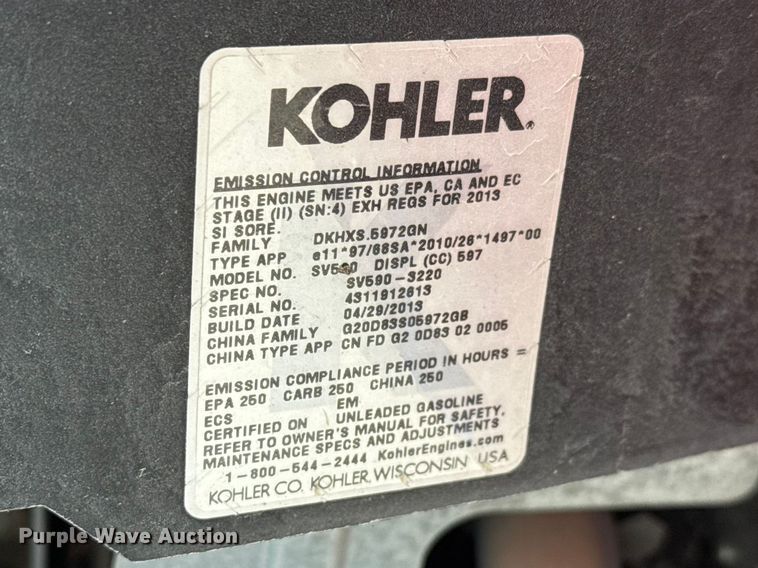 KOHLER.
EMISSION CONTROL INFORMATION
THIS ENGINE MEETS US EPA, CA AND EC
STAGE (II) (SN:4) EXH REGS FOR 2013
SI SORE.
FAMILY DKHXS.5972GN
TYPE APP e11*97/68SA*2010/26*1497*00
MODEL NO. SV590 DISPL (CC) 597
SPEC NO. SV590-3220
SERIAL NO. 4311912613
BUILD DATE 04/29/2013
CHINA FAMILY G20D83S05972GB
CHINA TYPE APP CN FD G2 0D83 02 0005
EMISSION COMPLIANCE PERIOD IN HOURS =
EPA 250 CARB 250 CHINA 250
ECS EM
CERTIFIED ON UNLEADED GASOLINE
REFER TO OWNER'S MANUAL FOR SAFETY,
MAINTENANCE SPECS AND ADJUSTMENTS
1-800-544-2444 KohlerEngines.com
KOHLER CO. KOHLER, WISCONSIN USA
Purple Wave Auction